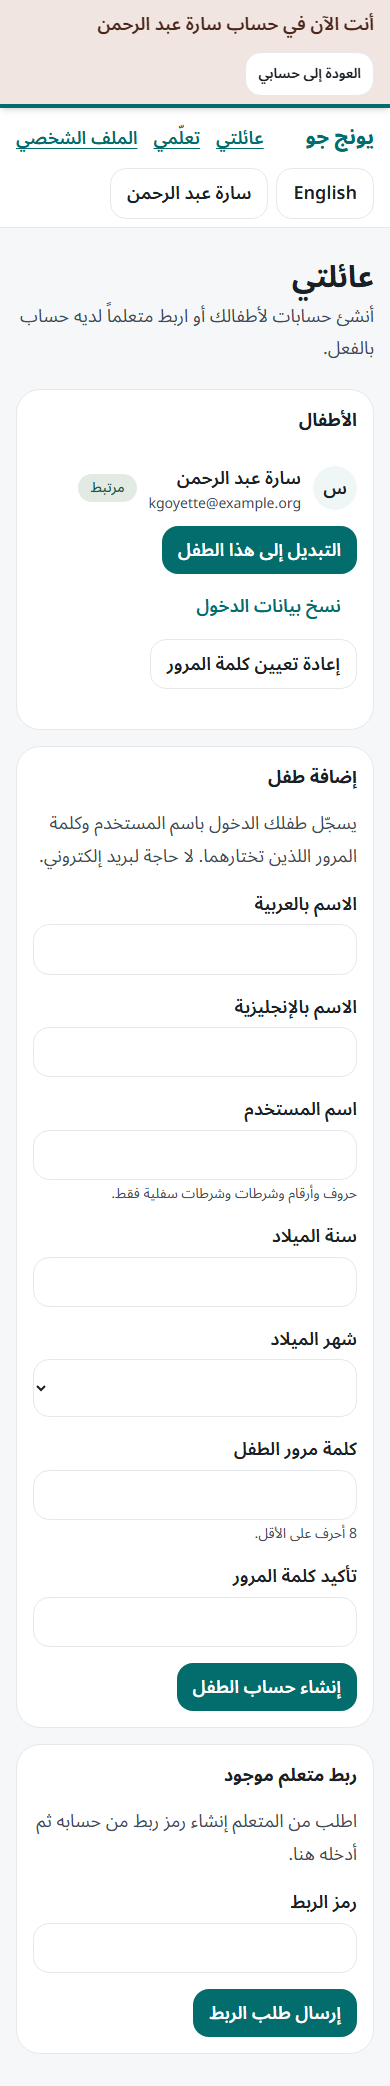 أنت الآن في حساب سارة عبد الرحمن
العودة إلى حسابي
يونج جو
عائلتي
تعلّمي
الملف الشخصي
English
سارة عبد الرحمن
عائلتي
أنشئ حسابات لأطفالك أو اربط متعلماً لديه حساب
بالفعل.
الأطفال
س
سارة عبد الرحمن
kgoyette@example.org
مرتبط
التبديل إلى هذا الطفل
نسخ بيانات الدخول
إعادة تعيين كلمة المرور
إضافة طفل
يسجّل طفلك الدخول باسم المستخدم وكلمة
المرور اللذين تختارهما. لا حاجة لبريد إلكتروني.
الاسم بالعربية
الاسم بالإنجليزية
اسم المستخدم
حروف وأرقام وشرطات وشرطات سفلية فقط.
سنة الميلاد
شهر الميلاد
كلمة مرور الطفل
8 أحرف على الأقل.
تأكيد كلمة المرور
إنشاء حساب الطفل
ربط متعلم موجود
اطلب من المتعلم إنشاء رمز ربط من حسابه ثم
أدخله هنا.
رمز الربط
إرسال طلب الربط